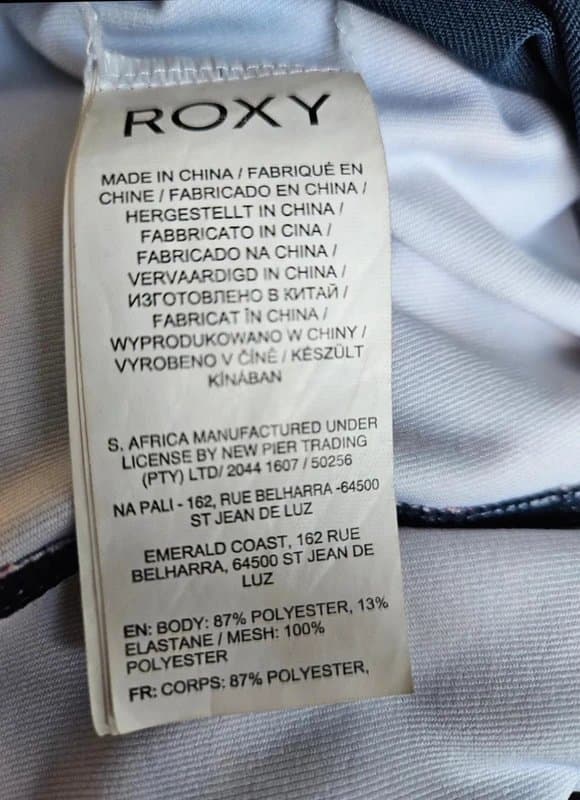 ROXY
MADE IN CHINA / FABRIQUÉ EN
CHINE / FABRICADO EN CHINA /
HERGESTELLT IN CHINA /
FABBRICATO IN CINA /
FABRICADO NA CHINA /
VERVAARDIGD IN CHINA /
ИЗГОТОВЛЕНО В КИТАЙ /
FABRICAT ÎN CHINA /
WYPRODUKOWANO W CHINY /
VYROBENO V ČÍNĚ / KÉSZÜLT
KÍNÁBAN
S. AFRICA MANUFACTURED UNDER
LICENSE BY NEW PIER TRADING
(PTY) LTD/ 2044 1607 / 50256
NA PALI - 162, RUE BELHARRA -64500
ST JEAN DE LUZ
EMERALD COAST, 162 RUE
BELHARRA, 64500 ST JEAN DE
LUZ
EN: BODY: 87% POLYESTER, 13%
ELASTANE / MESH: 100%
POLYESTER
FR: CORPS: 87% POLYESTER,